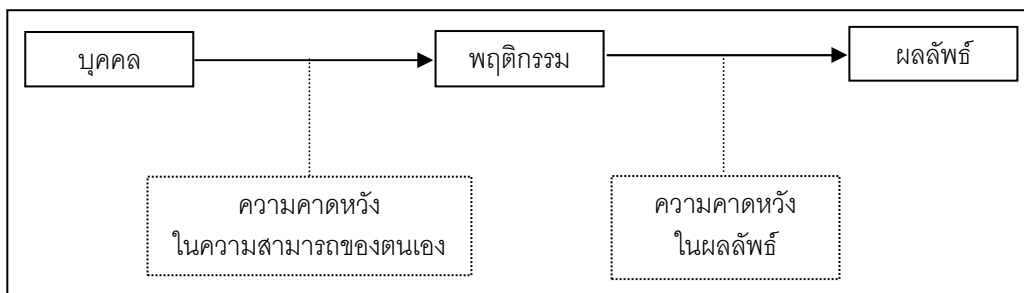 บุคคล
พฤติกรรม
ผลลัพธ์
ความคาดหวัง
ในความสามารถของตนเอง
ความคาดหวัง
ในผลลัพธ์